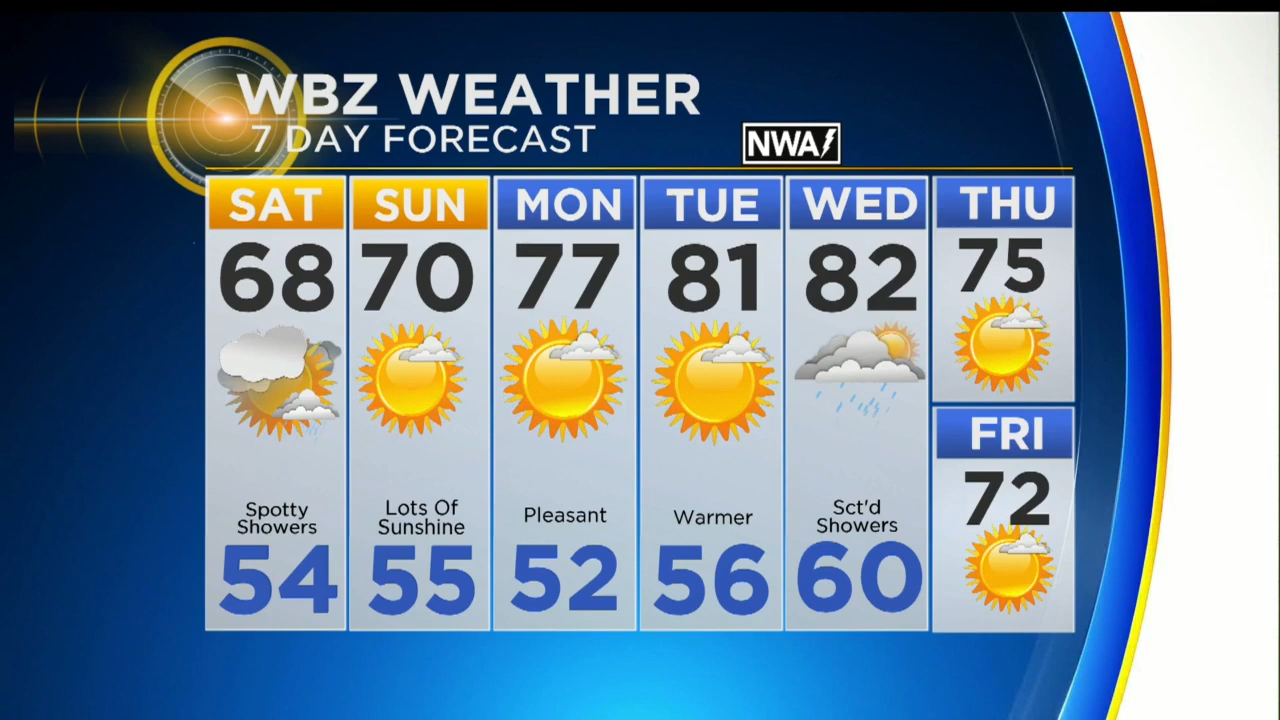 WBZ WEATHER
7 DAY FORECAST
NWA
SAT
68
Spotty
Showers
54
SUN
70
Lots Of
Sunshine
55
MON
77
Pleasant
52
TUE
81
Warmer
56
WED
82
Sct'd
Showers
60
THU
75
FRI
72